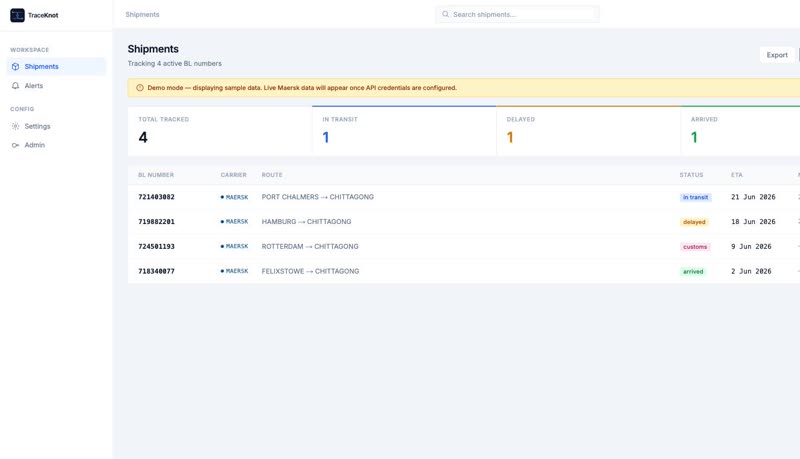 TraceKnot
Shipments
Search shipments...
WORKSPACE
Shipments
Alerts
CONFIG
Settings
Admin
Shipments
Tracking 4 active BL numbers
Export
Demo mode — displaying sample data. Live Maersk data will appear once API credentials are configured.
TOTAL TRACKED
4
IN TRANSIT
1
DELAYED
1
ARRIVED
1
BL NUMBER CARRIER ROUTE STATUS ETA
721403082 MAERSK PORT CHALMERS → CHITTAGONG in transit 21 Jun 2026
719882201 MAERSK HAMBURG → CHITTAGONG delayed 18 Jun 2026
724501193 MAERSK ROTTERDAM → CHITTAGONG customs 9 Jun 2026
718340077 MAERSK FELIXSTOWE → CHITTAGONG arrived 2 Jun 2026